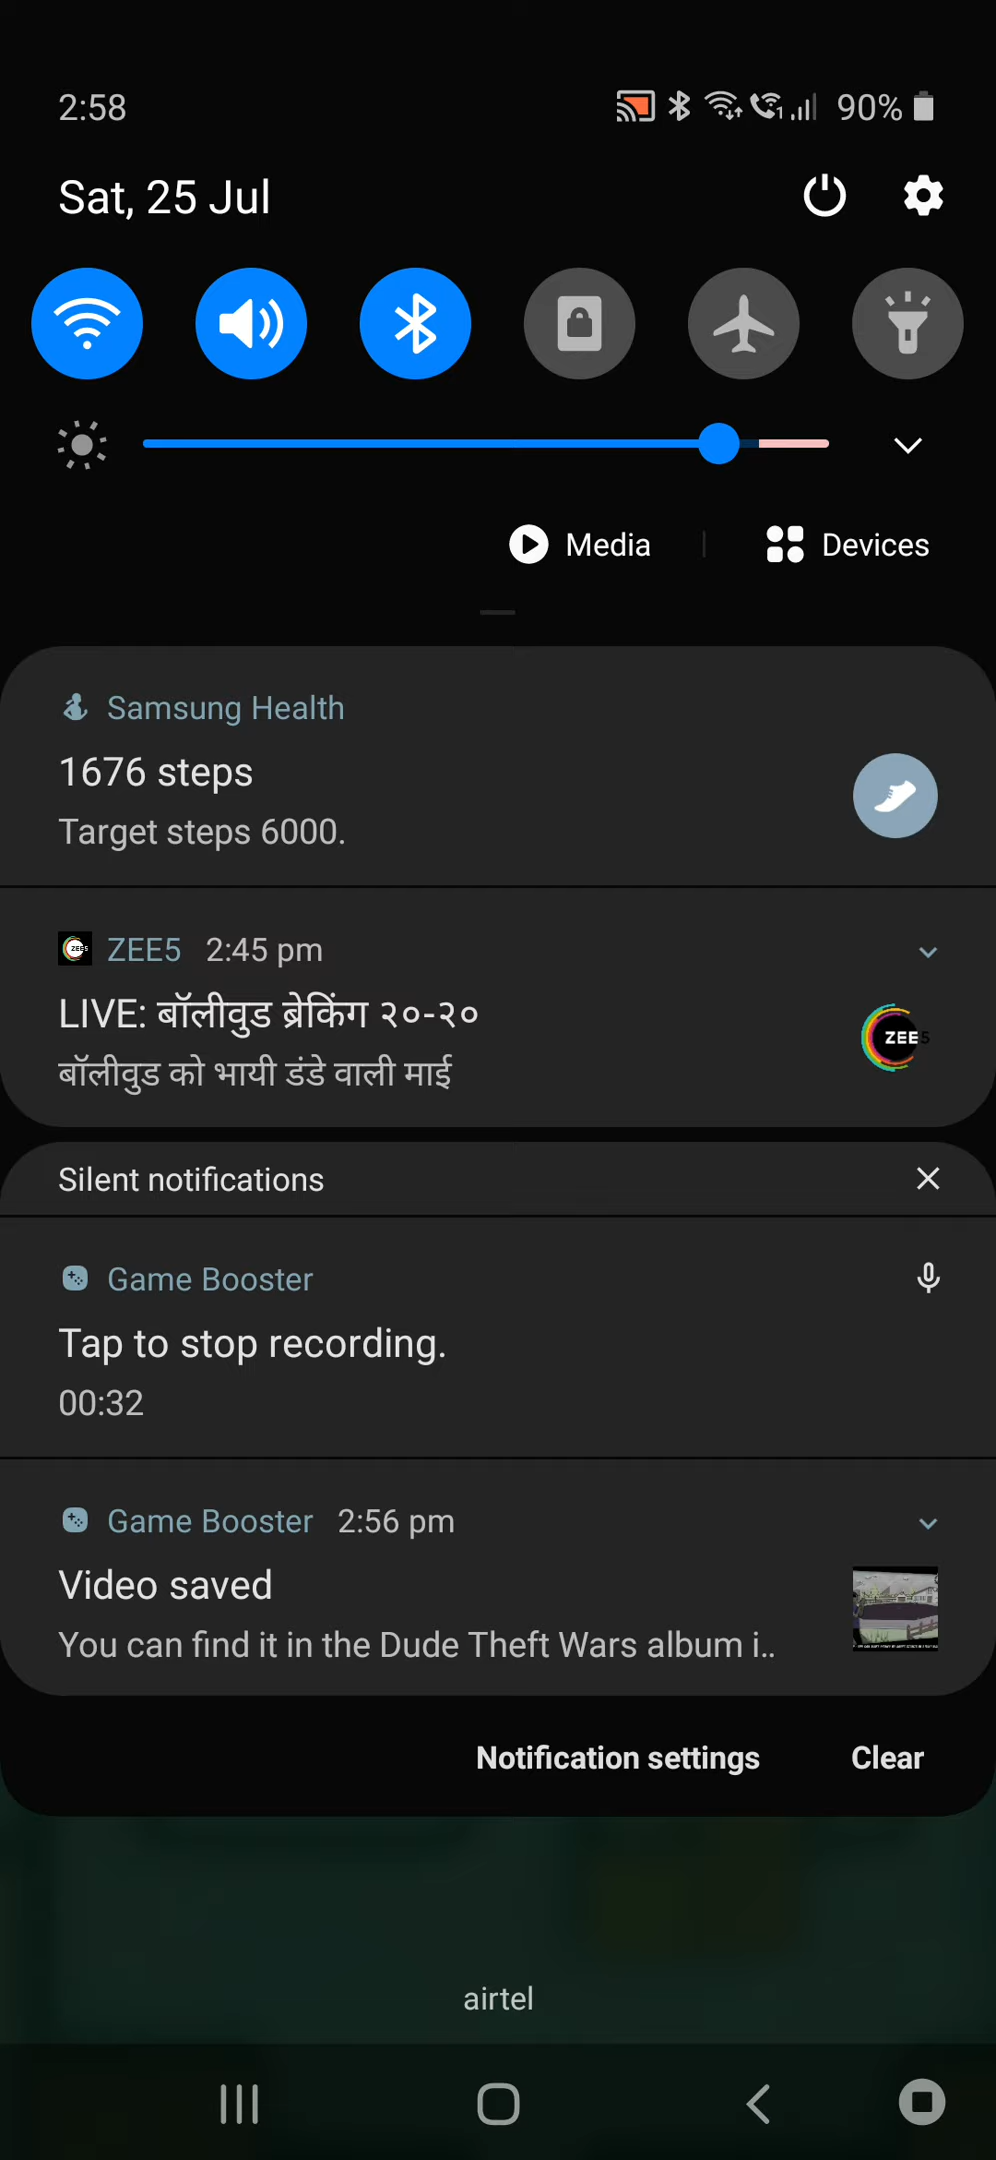 2:58
90%
Sat, 25 Jul
Media
Devices
Samsung Health
1676 steps
Target steps 6000.
ZEE5 ZEE5 2:45 pm
LIVE: बॉलीवुड ब्रेकिंग २०-२०
ZEE5
बॉलीवुड को भायी डंडे वाली माई
Silent notifications
Game Booster
Tap to stop recording.
00:32
Game Booster 2:56 pm
Video saved
You can find it in the Dude Theft Wars album i..
Notification settings
Clear
airtel